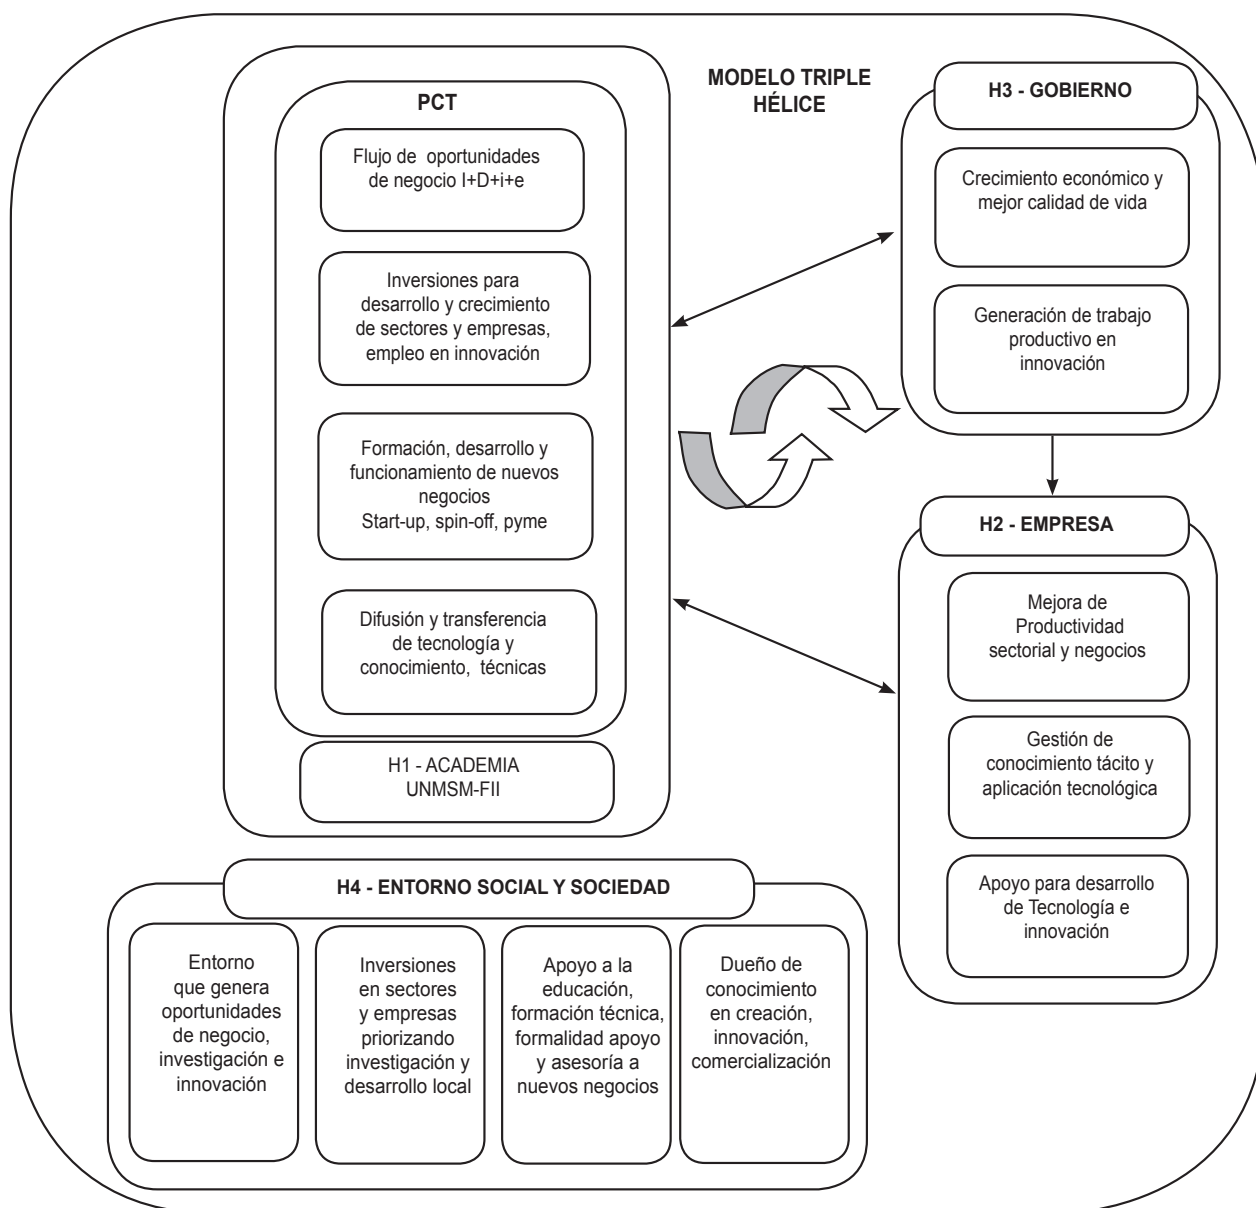 MODELO TRIPLE
HÉLICE
PCT
Flujo de oportunidades
de negocio I+D+i+e
Inversiones para
desarrollo y crecimiento
de sectores y empresas,
empleo en innovación
Formación, desarrollo y
funcionamiento de nuevos
negocios
Start-up, spin-off, pyme
Difusión y transferencia
de tecnología y
conocimiento, técnicas
H1 - ACADEMIA
UNMSM-FII
H3 - GOBIERNO
Crecimiento económico y
mejor calidad de vida
Generación de trabajo
productivo en
innovación
H2 - EMPRESA
Mejora de
Productividad
sectorial y negocios
Gestión de
conocimiento tácito y
aplicación tecnológica
Apoyo para desarrollo
de Tecnología e
innovación
H4 - ENTORNO SOCIAL Y SOCIEDAD
Entorno
que genera
oportunidades
de negocio,
investigación e
innovación
Inversiones
en sectores
y empresas
priorizando
investigación y
desarrollo local
Apoyo a la
educación,
formación técnica,
formalidad apoyo
y asesoría a
nuevos negocios
Dueño de
conocimiento
en creación,
innovación,
comercialización